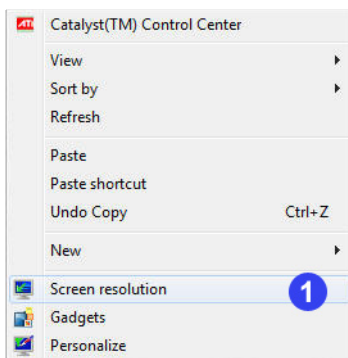 ATI Catalyst(TM) Control Center
View
Sort by
Refresh
Paste
Paste shortcut
Undo Copy Ctrl+Z
New
Screen resolution 1
Gadgets
Personalize